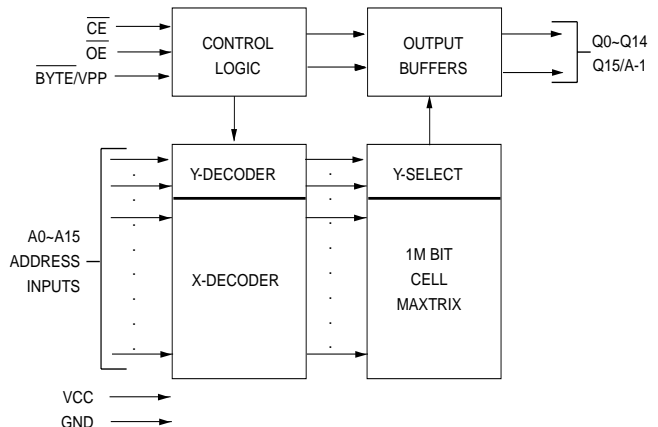 CE
OE
BYTE/VPP
CONTROL
LOGIC
OUTPUT
BUFFERS
Q0~Q14
Q15/A-1
A0~A15
ADDRESS
INPUTS
Y-DECODER
X-DECODER
Y-SELECT
1M BIT
CELL
MAXTRIX
VCC
GND